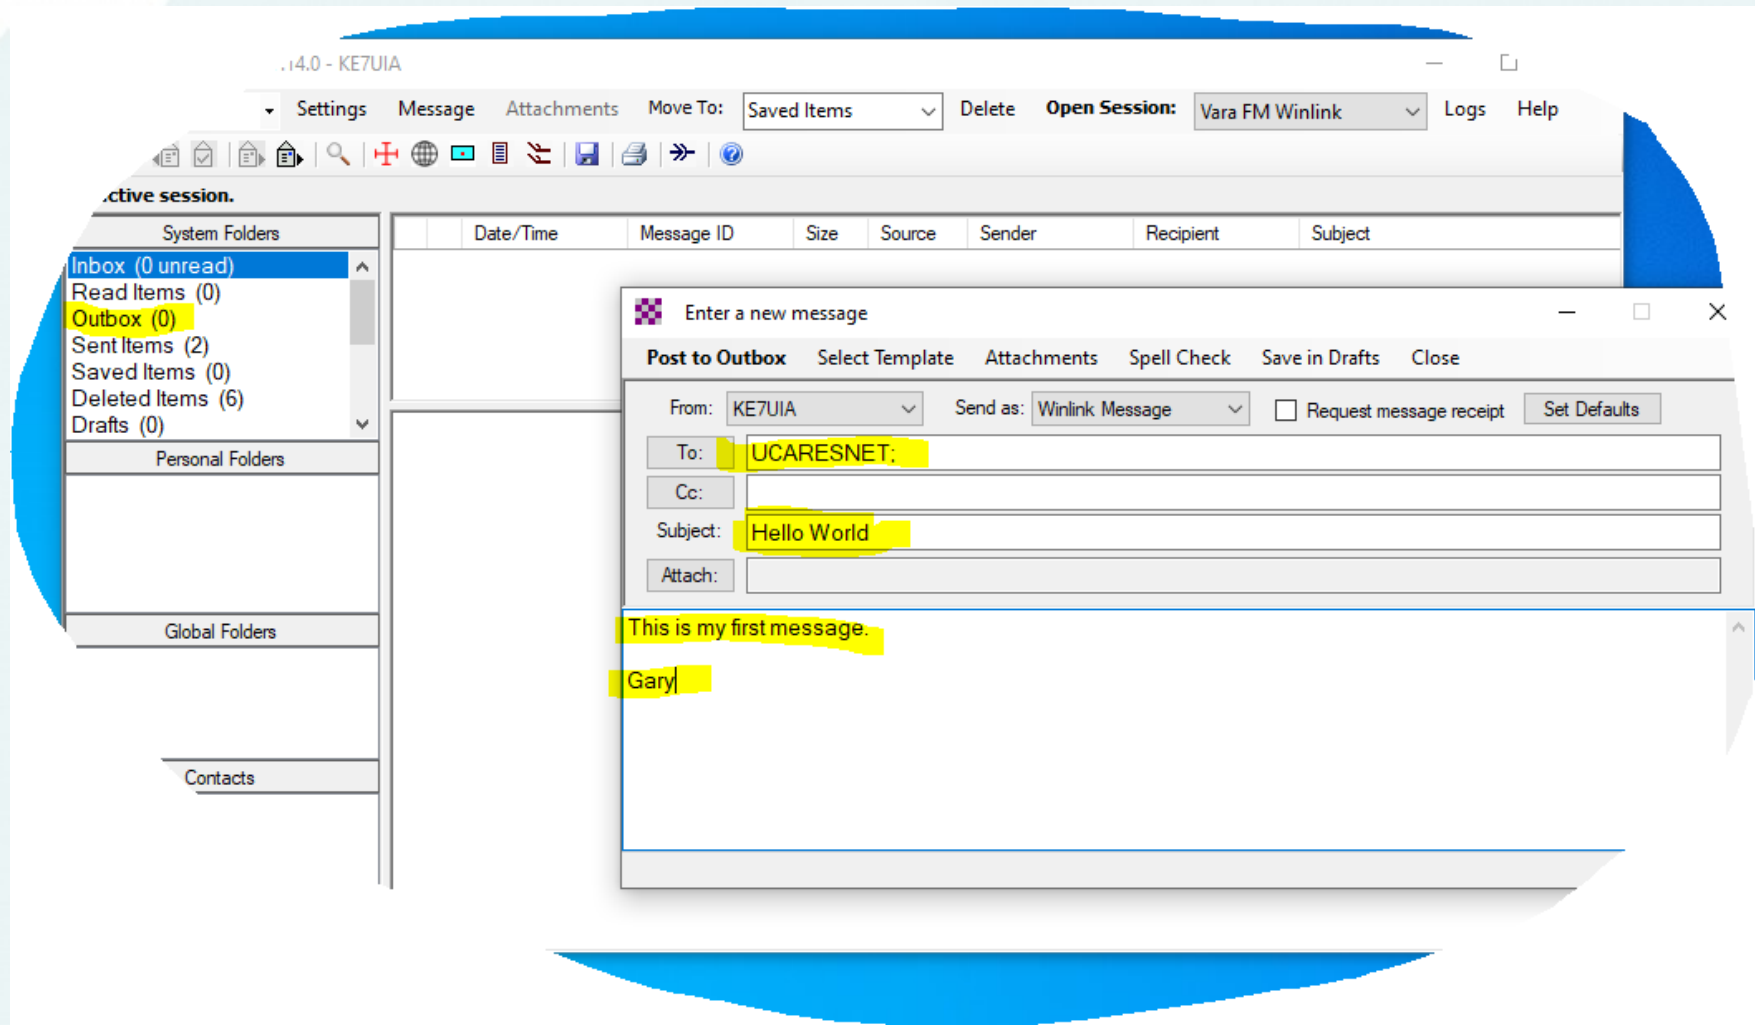 .14.0 - KE7UIA
Settings Message Attachments Move To: Saved Items Delete Open Session: Vara FM Winlink Logs Help
ctive session.
System Folders
Date/Time Message ID Size Source Sender Recipient Subject
Inbox (0 unread)
Read Items (0)
Outbox (0)
Sent Items (2)
Saved Items (0)
Deleted Items (6)
Drafts (0)
Personal Folders
Global Folders
Contacts
Enter a new message
Post to Outbox Select Template Attachments Spell Check Save in Drafts Close
From: KE7UIA Send as: Winlink Message Request message receipt Set Defaults
To: UCARESNET;
Cc:
Subject: Hello World
Attach:
This is my first message.
Gary